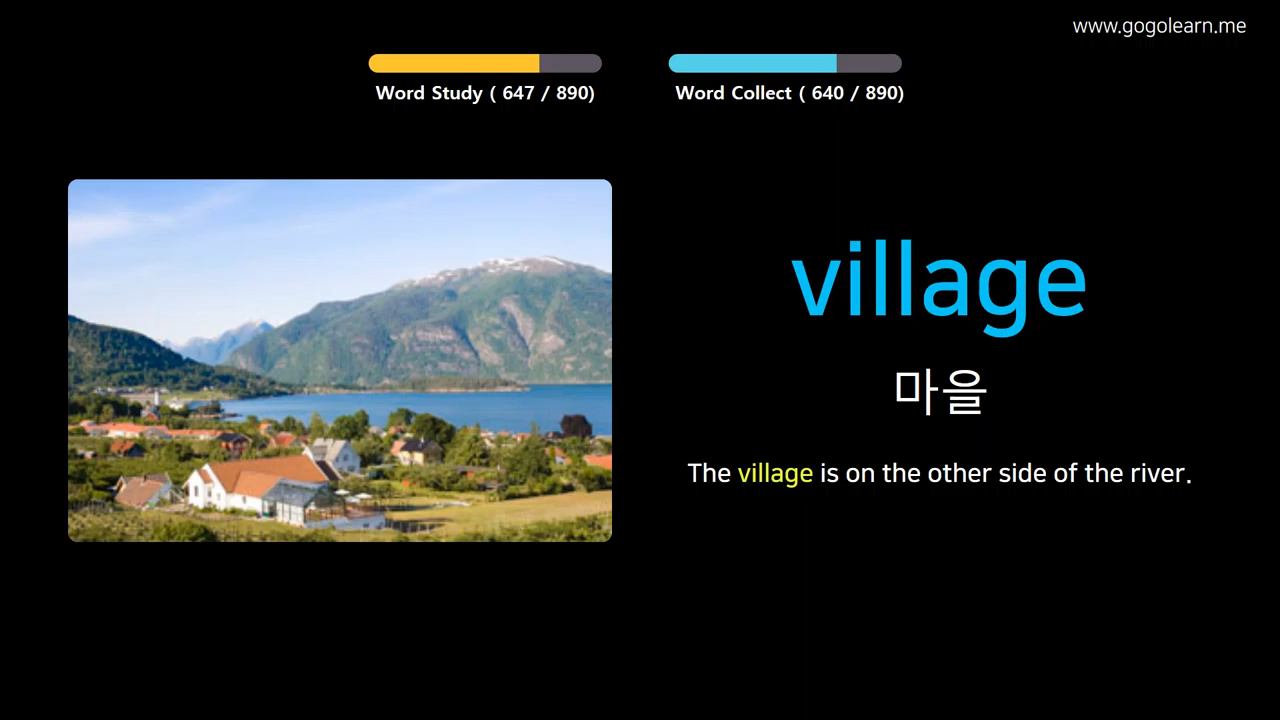 www.gogolearn.me
Word Study ( 647 / 890)
Word Collect ( 640 / 890)
village
마을
The village is on the other side of the river.